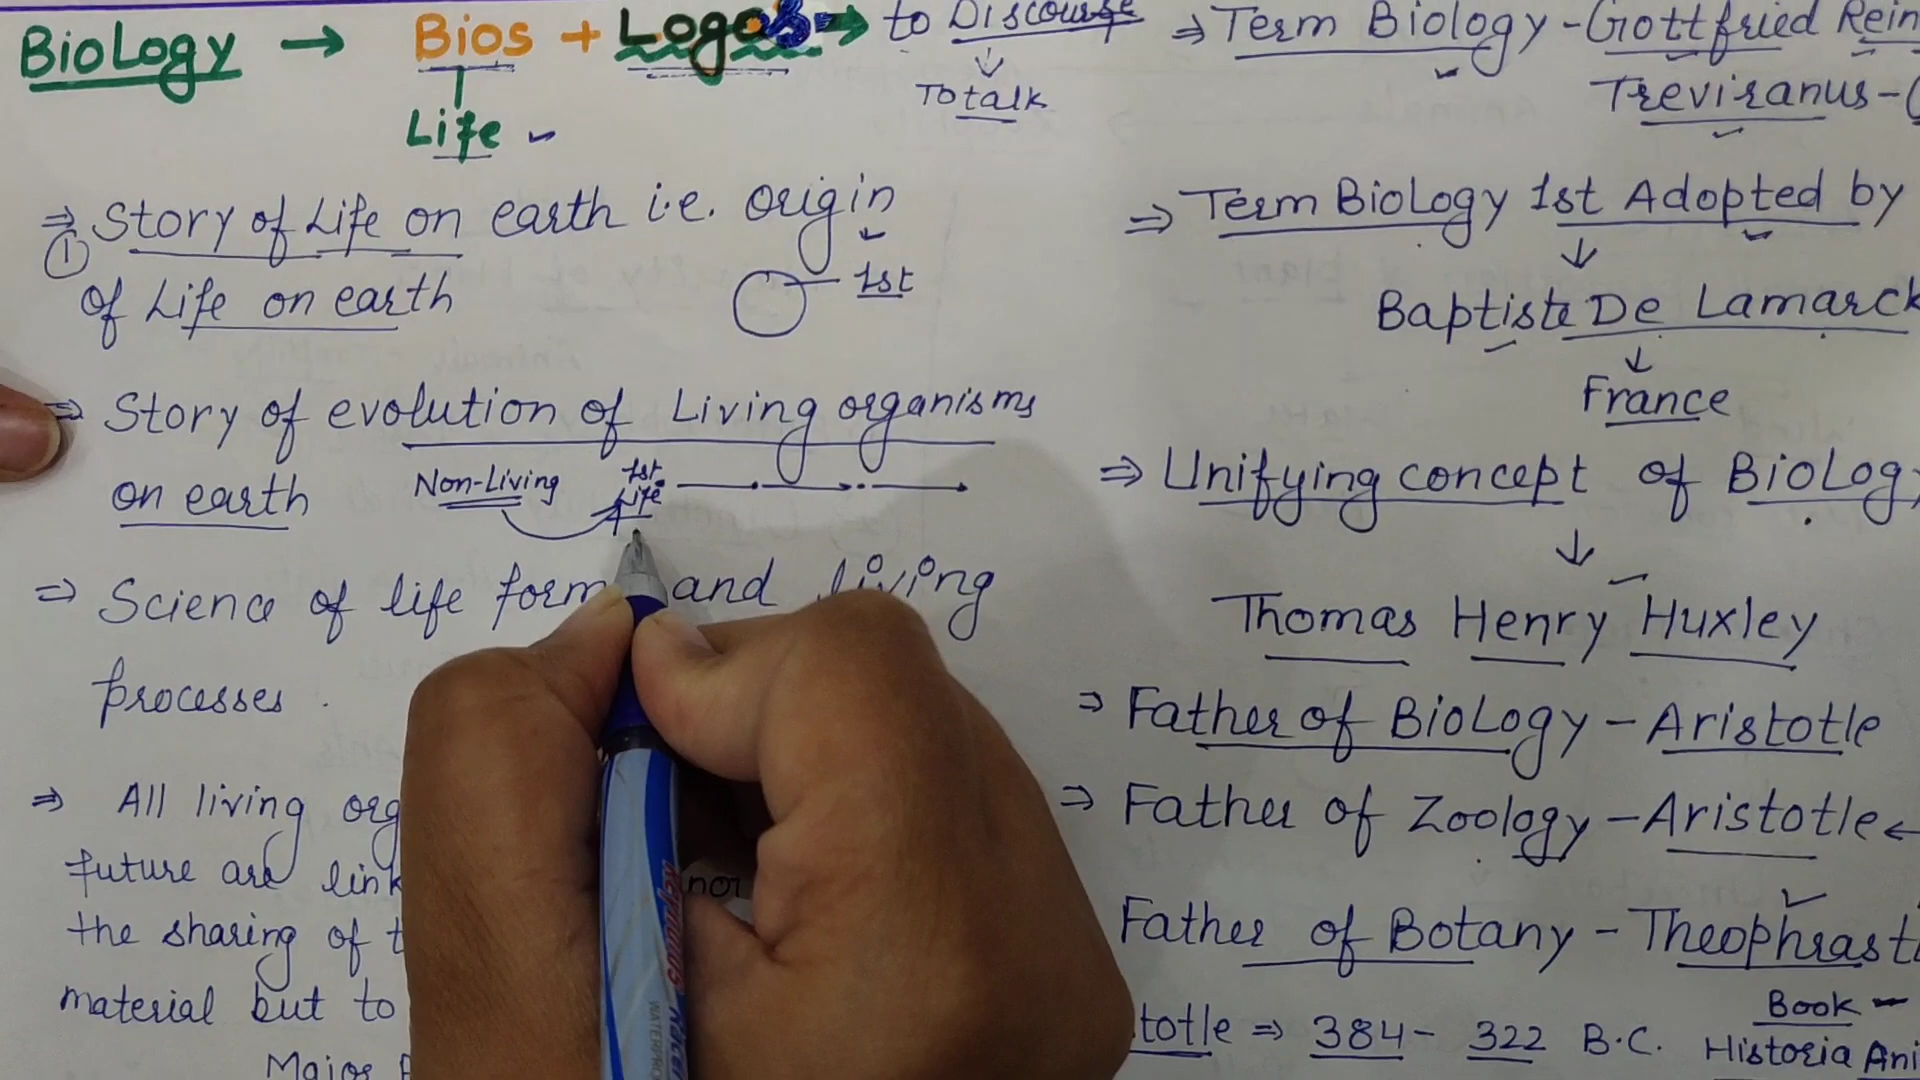 Biology → Bios + Logos → to Discourse
↓
To talk
Life
⇒ Story of Life on earth i.e. origin
①
of Life on earth
1st
⇒ Story of evolution of Living organisms
on earth
Non-Living
1st
Life
⇒ Science of life form and living
processes.
⇒ All living
future are
the sharing of
material but to
Major
⇒ Term Biology - Gottfried
Treviranus -
⇒ Term Biology 1st Adopted by
↓
Baptiste De Lamarck
↓
France
⇒ Unifying concept of Biology
↓
Thomas Henry Huxley
⇒ Father of Biology - Aristotle
⇒ Father of Zoology - Aristotle ←
Father of Botany -
⇒ 384 - 322 B.C.
Book -
Historia